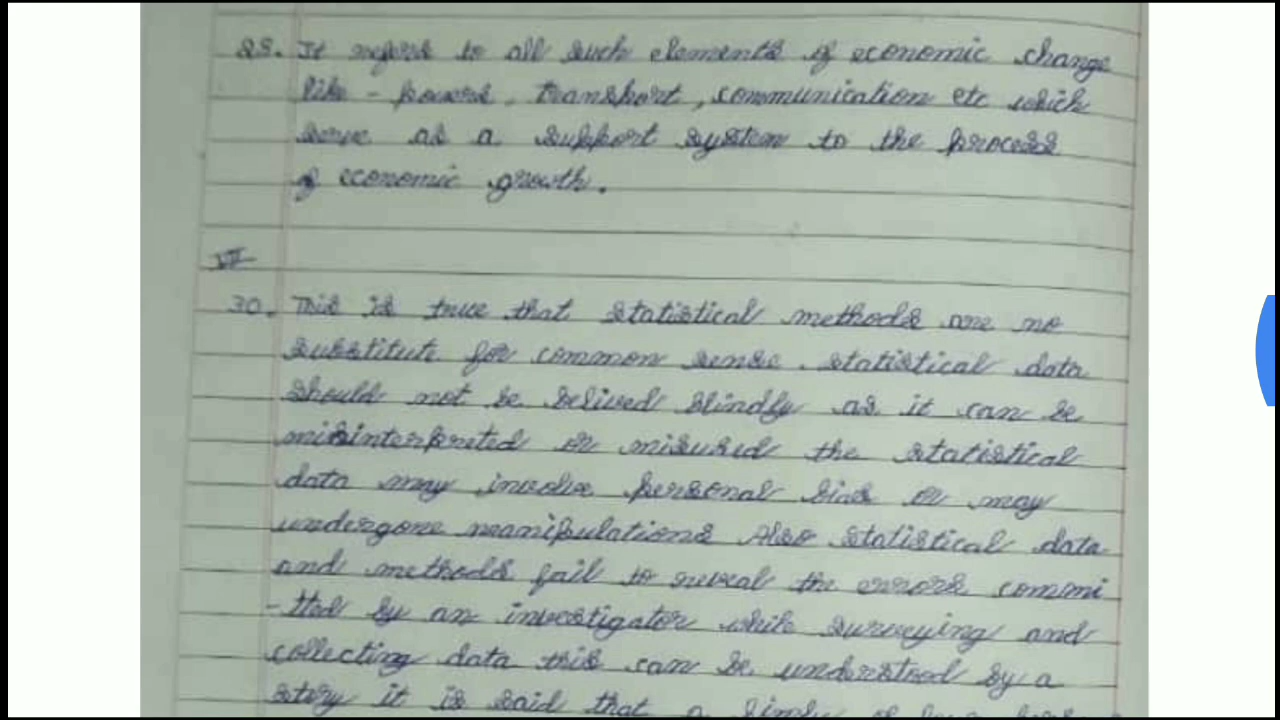 28. It refers to all such elements of economic change
like - power, transport, communication etc which
serve as a support system to the process
of economic growth.
VI
30. This is true that statistical methods are no
substitute for common sense. statistical data
should not be belived blindly as it can be
misinterpreted or misused the statistical
data may involve personal bias or may
undergone manipulations Also statistical data
and methods fail to reveal the errors commi
-tted by an investigator while surveying and
collecting data this can be understood by a
story it is said that a